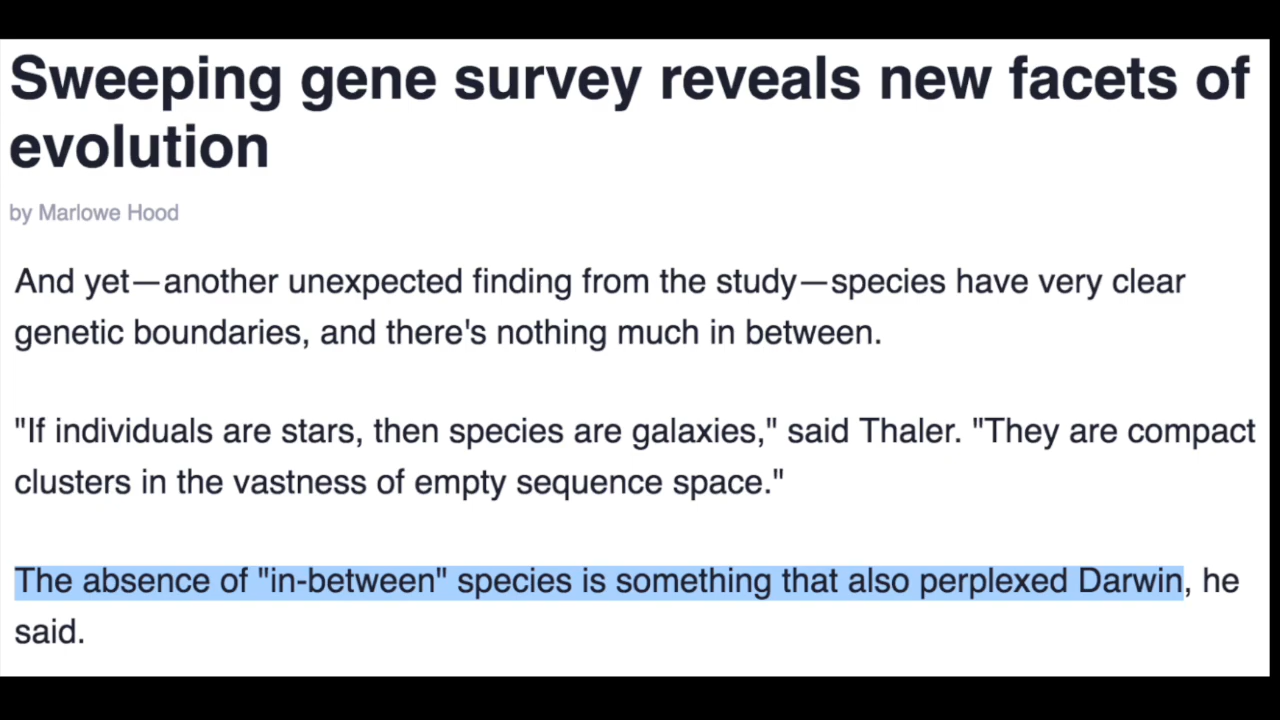 Sweeping gene survey reveals new facets of
evolution
by Marlowe Hood
And yet—another unexpected finding from the study—species have very clear
genetic boundaries, and there's nothing much in between.
"If individuals are stars, then species are galaxies," said Thaler. "They are compact
clusters in the vastness of empty sequence space."
The absence of "in-between" species is something that also perplexed Darwin, he
said.